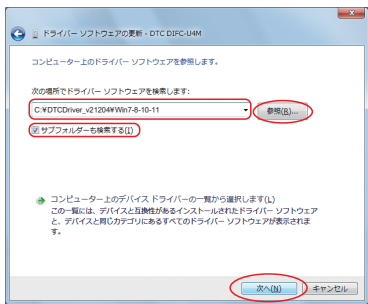 ドライバー ソフトウェアの更新 - DTC DIFC-U4M
コンピューター上のドライバー ソフトウェアを参照します。
次の場所でドライバー ソフトウェアを検索します:
C:¥DTCDriver_v21204¥Win7-8-10-11
参照(R)...
サブフォルダーも検索する(I)
コンピューター上のデバイス ドライバーの一覧から選択します(L)
この一覧には、デバイスと互換性があるインストールされたドライバー ソフトウェア
と、デバイスと同じカテゴリにあるすべてのドライバー ソフトウェアが表示されま
す。
次へ(N)
キャンセル